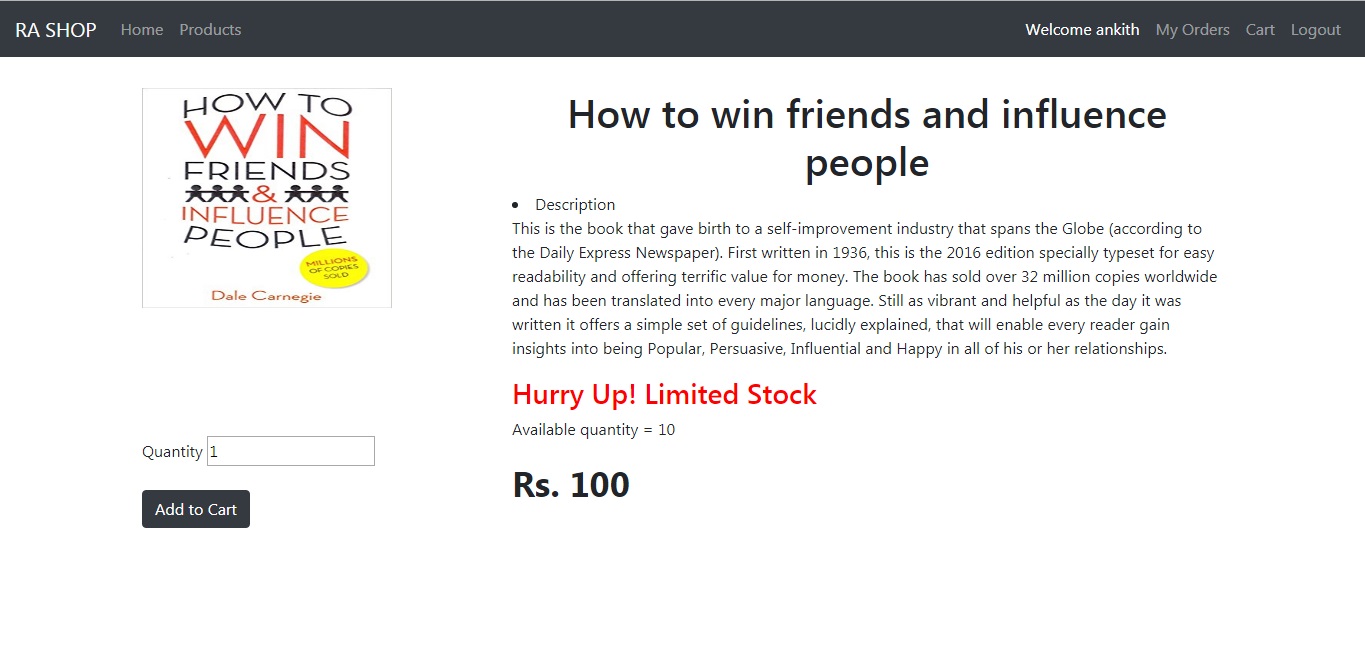 RA SHOP Home Products Welcome ankith My Orders Cart Logout
HOW TO
WIN
FRIENDS
&
INFLUENCE
PEOPLE
MILLIONS
OF COPIES
SOLD
Dale Carnegie
Quantity 1
Add to Cart
How to win friends and influence
people
• Description
This is the book that gave birth to a self-improvement industry that spans the Globe (according to
the Daily Express Newspaper). First written in 1936, this is the 2016 edition specially typeset for easy
readability and offering terrific value for money. The book has sold over 32 million copies worldwide
and has been translated into every major language. Still as vibrant and helpful as the day it was
written it offers a simple set of guidelines, lucidly explained, that will enable every reader gain
insights into being Popular, Persuasive, Influential and Happy in all of his or her relationships.
Hurry Up! Limited Stock
Available quantity = 10
Rs. 100